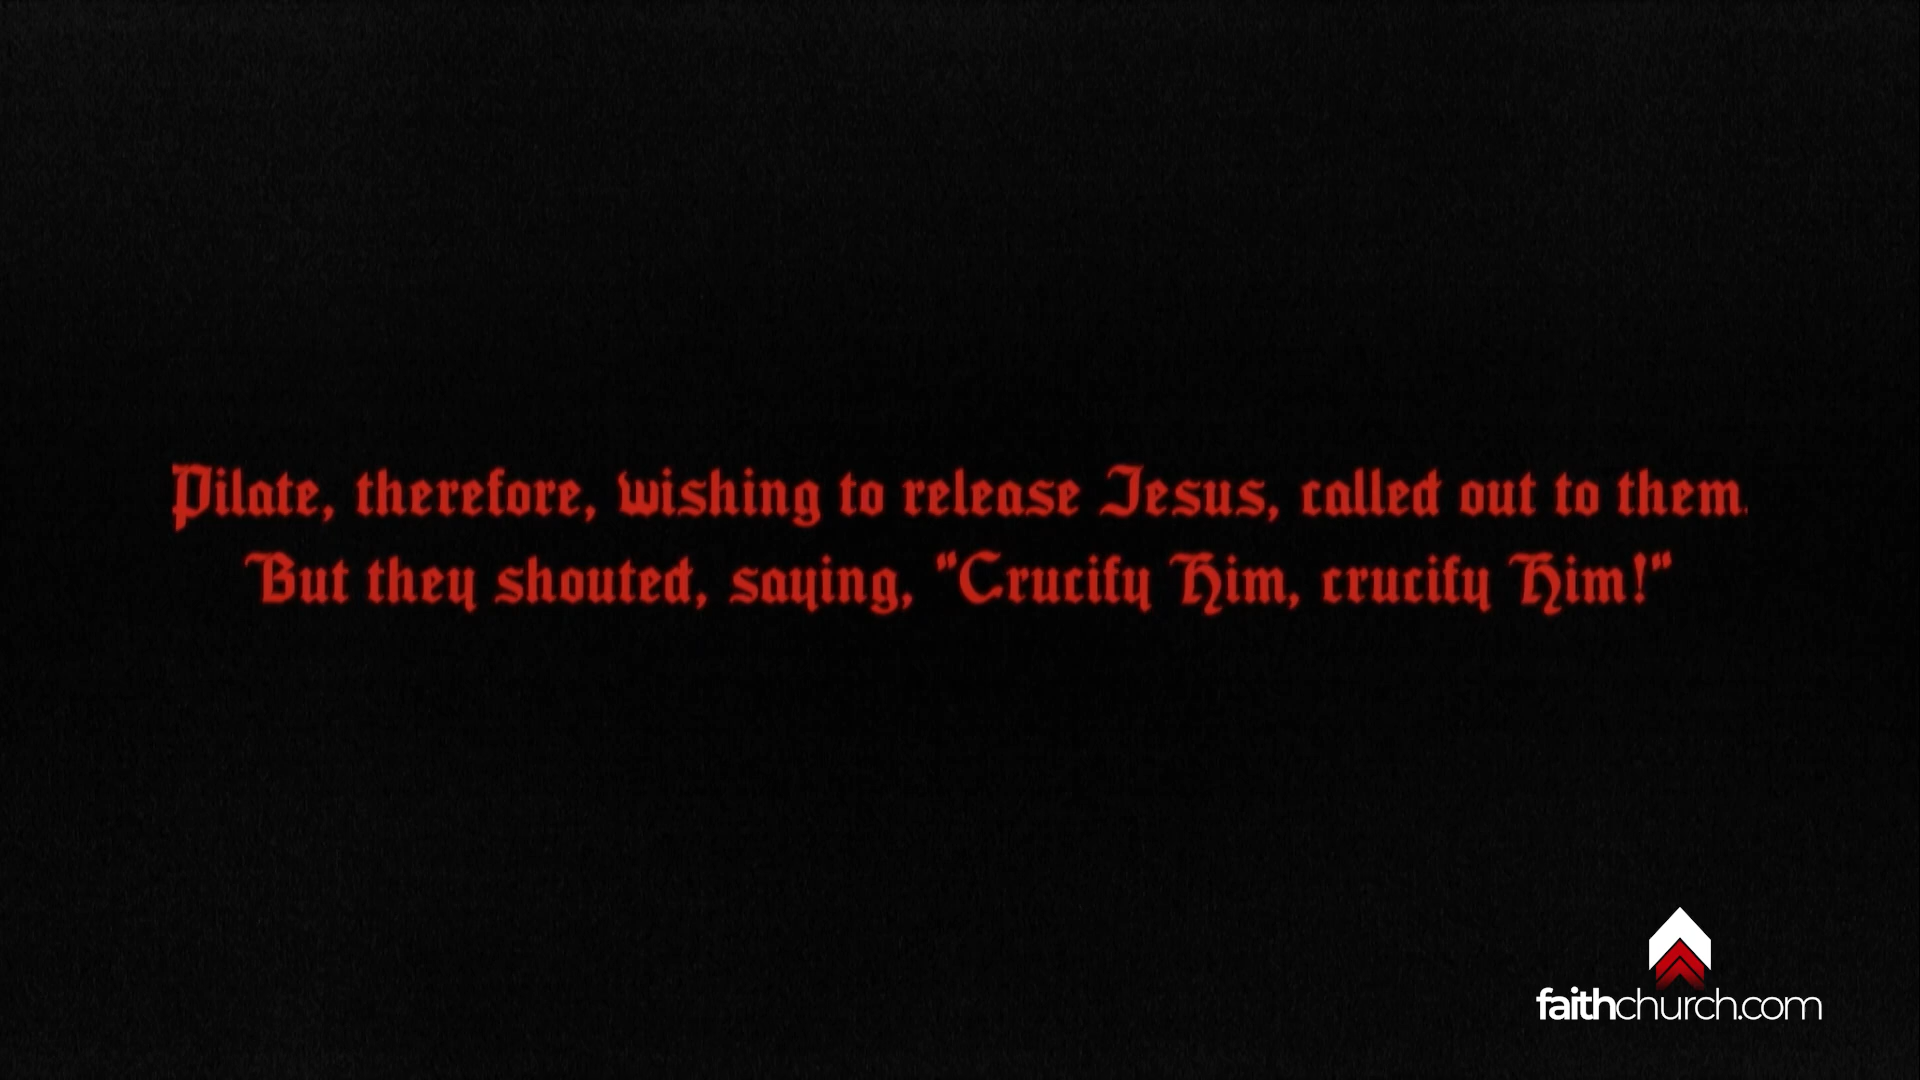 Pilate, therefore, wishing to release Jesus, called out to them.
But they shouted, saying, "Crucify Him, crucify Him!"
faithchurch.com